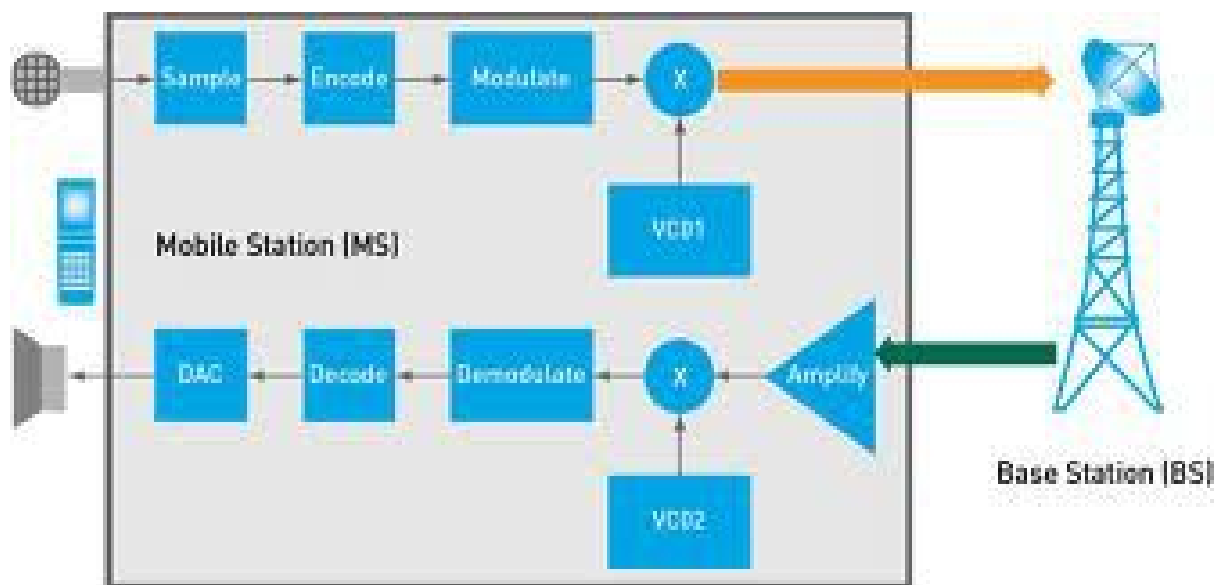 Sample
Encode
Modulate
X
VCO1
Mobile Station (MS)
DAC
Decode
Demodulate
X
Amplify
VCO2
Base Station (BS)